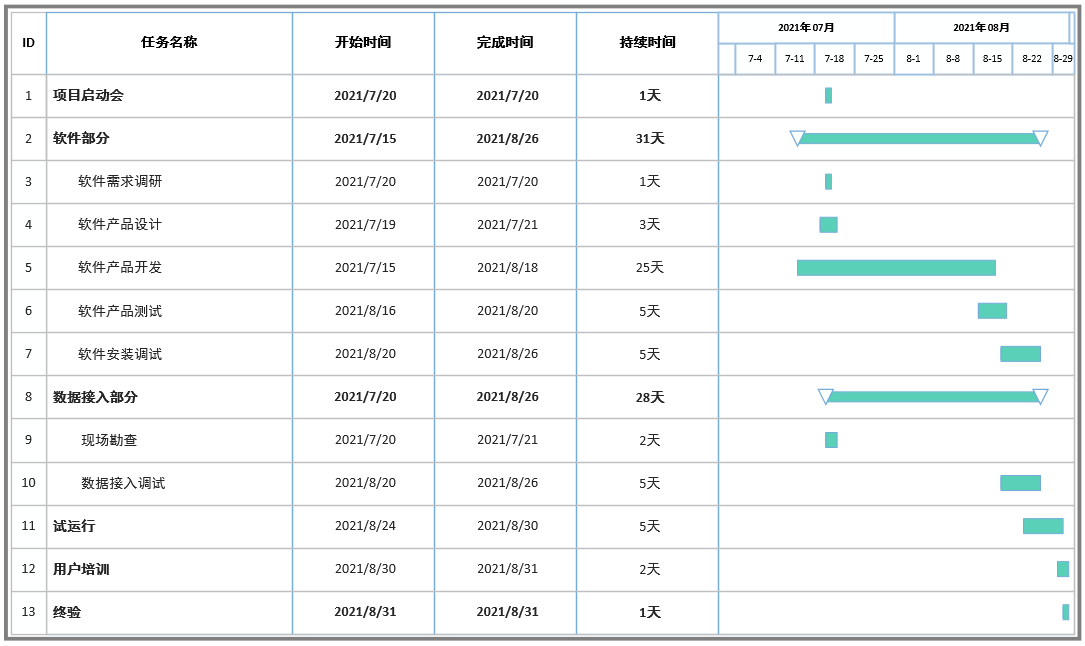 ID 任务名称 开始时间 完成时间 持续时间 2021年07月 2021年08月
7-4 7-11 7-18 7-25 8-1 8-8 8-15 8-22 8-29
1 项目启动会 2021/7/20 2021/7/20 1天
2 软件部分 2021/7/15 2021/8/26 31天
3 软件需求调研 2021/7/20 2021/7/20 1天
4 软件产品设计 2021/7/19 2021/7/21 3天
5 软件产品开发 2021/7/15 2021/8/18 25天
6 软件产品测试 2021/8/16 2021/8/20 5天
7 软件安装调试 2021/8/20 2021/8/26 5天
8 数据接入部分 2021/7/20 2021/8/26 28天
9 现场勘查 2021/7/20 2021/7/21 2天
10 数据接入调试 2021/8/20 2021/8/26 5天
11 试运行 2021/8/24 2021/8/30 5天
12 用户培训 2021/8/30 2021/8/31 2天
13 终验 2021/8/31 2021/8/31 1天